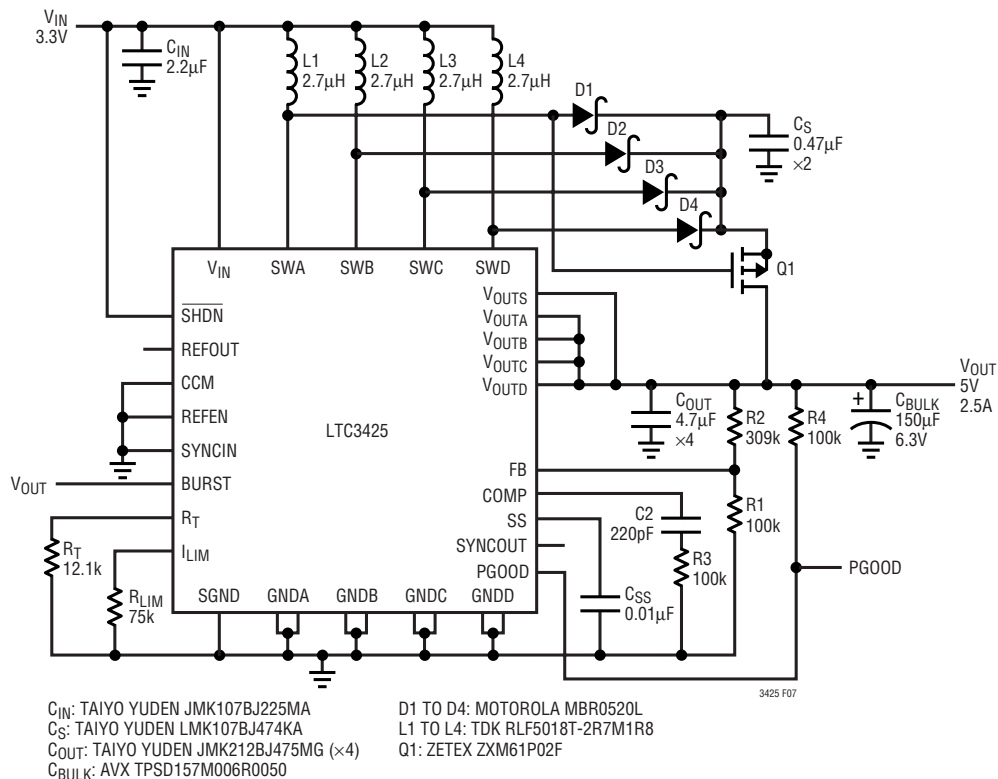 VIN
3.3V
CIN
2.2µF
L1
2.7µH
L2
2.7µH
L3
2.7µH
L4
2.7µH
D1
D2
D3
D4
CS
0.47µF
×2
Q1
VIN
SWA
SWB
SWC
SWD
SHDN
REFOUT
CCM
REFEN
SYNCIN
BURST
RT
ILIM
LTC3425
VOUTS
VOUTA
VOUTB
VOUTC
VOUTD
FB
COMP
SS
SYNCOUT
PGOOD
SGND
GNDA
GNDB
GNDC
GNDD
VOUT
RT
12.1k
RLIM
75k
COUT
4.7µF
×4
R2
309k
R4
100k
+
CBULK
150µF
6.3V
VOUT
5V
2.5A
R1
100k
C2
220pF
R3
100k
CSS
0.01µF
PGOOD
3425 F07
CIN: TAIYO YUDEN JMK107BJ225MA
CS: TAIYO YUDEN LMK107BJ474KA
COUT: TAIYO YUDEN JMK212BJ475MG (×4)
CBULK: AVX TPSD157M006R0050
D1 TO D4: MOTOROLA MBR0520L
L1 TO L4: TDK RLF5018T-2R7M1R8
Q1: ZETEX ZXM61P02F